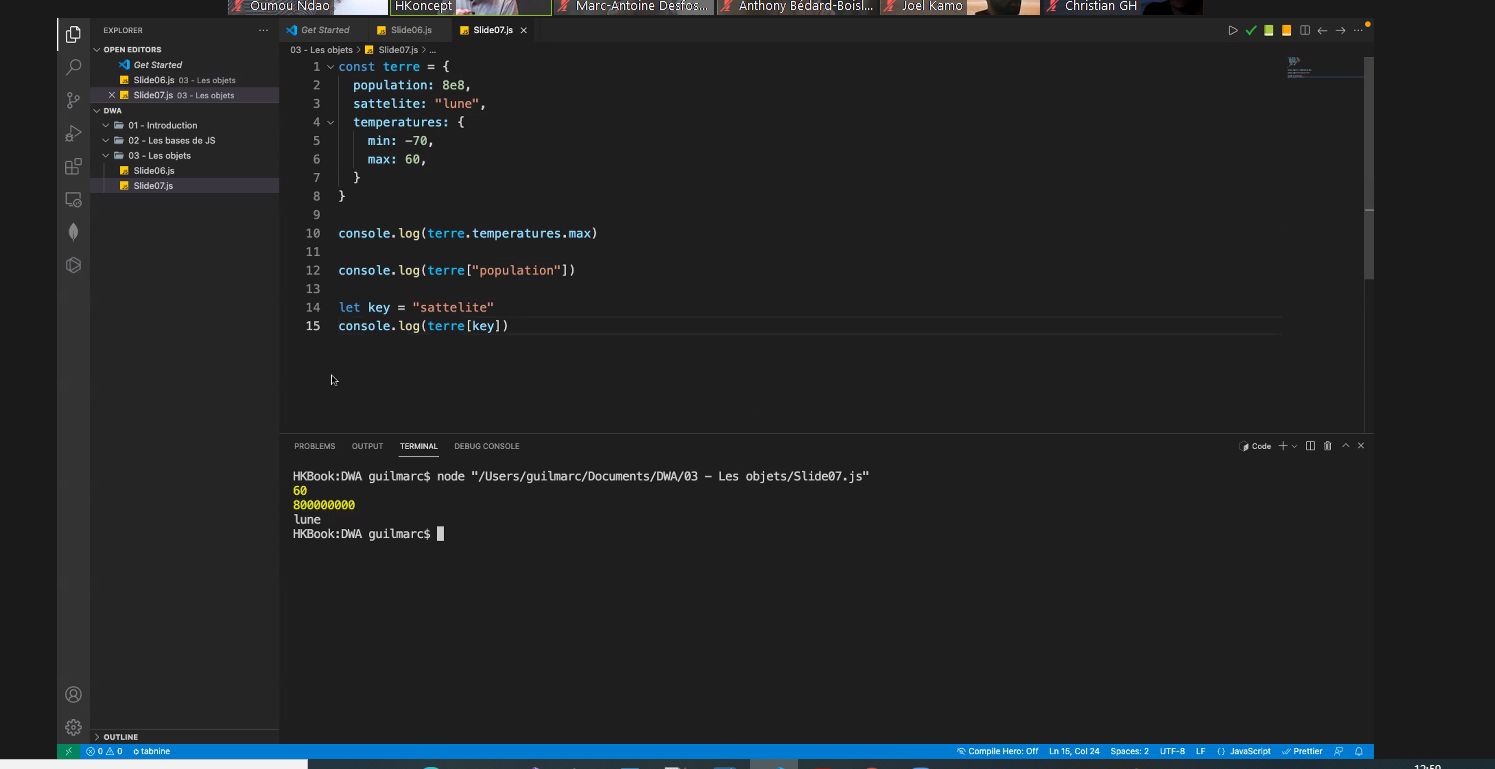 Oumou Ndao HKoncept Marc-Antoine Desfos... Anthony Bédard-Boisl... Joel Kamo Christian GH
EXPLORER ...
Get Started Slide06.js Slide07.js
OPEN EDITORS
Get Started
Slide06.js 03 - Les objets
Slide07.js 03 - Les objets
DWA
01 - Introduction
02 - Les bases de JS
03 - Les objets
Slide06.js
Slide07.js
OUTLINE
03 - Les objets > Slide07.js > ...
1 const terre = {
2 population: 8e8,
3 sattelite: "lune",
4 temperatures: {
5 min: -70,
6 max: 60,
7 }
8 }
9
10 console.log(terre.temperatures.max)
11
12 console.log(terre["population"])
13
14 let key = "sattelite"
15 console.log(terre[key])
PROBLEMS OUTPUT TERMINAL DEBUG CONSOLE Code
HKBook:DWA guilmarc$ node "/Users/guilmarc/Documents/DWA/03 - Les objets/Slide07.js"
60
800000000
lune
HKBook:DWA guilmarc$
0 0 tabnine Compile Hero: Off Ln 15, Col 24 Spaces: 2 UTF-8 LF {} JavaScript Prettier